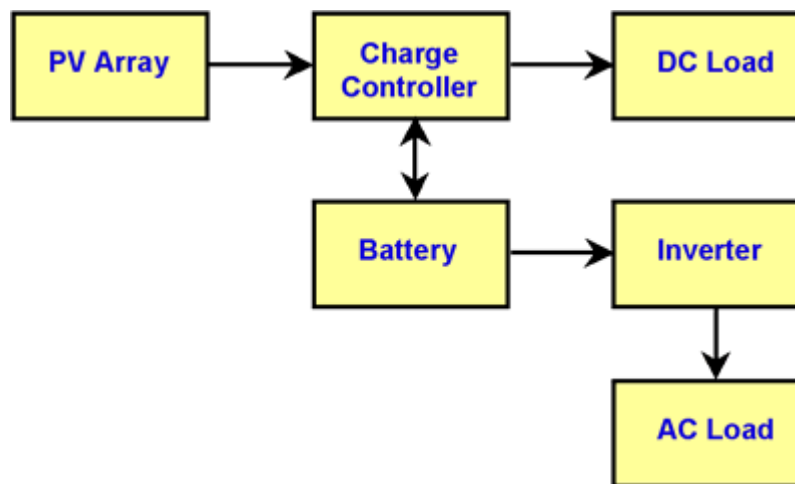 PV Array
Charge
Controller
DC Load
Battery
Inverter
AC Load